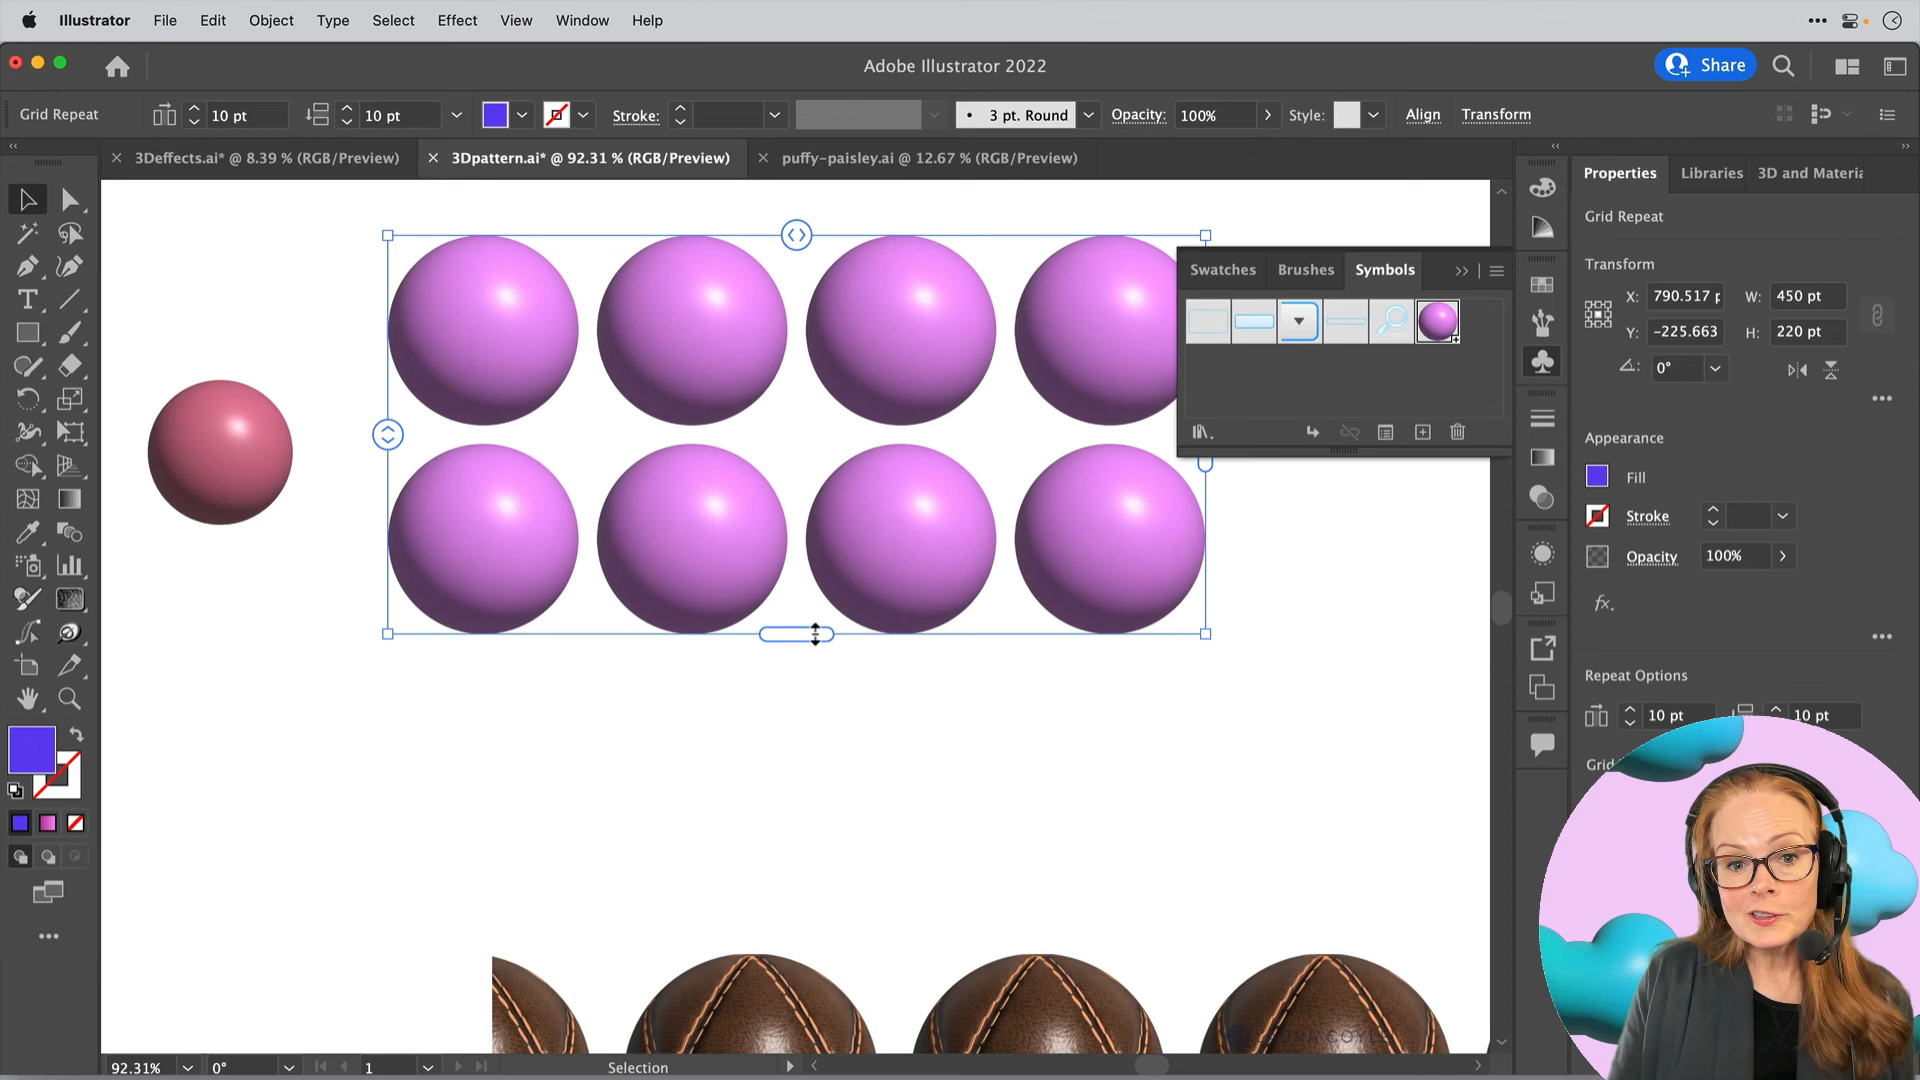 Illustrator File Edit Object Type Select Effect View Window Help
Adobe Illustrator 2022
Share
Grid Repeat 10 pt 10 pt Stroke: 3 pt. Round Opacity: 100% Style: Align Transform
3Deffects.ai* @ 8.39 % (RGB/Preview) 3Dpattern.ai* @ 92.31 % (RGB/Preview) puffy-paisley.ai @ 12.67 % (RGB/Preview)
Properties Libraries 3D and Materia
Grid Repeat
Transform
X: 790.517 p W: 450 pt
Y: -225.663 H: 220 pt
0°
Swatches Brushes Symbols
Appearance
Fill
Stroke
Opacity 100%
fx
Repeat Options
10 pt 10 pt
Grid
92.31% 0° 1 Selection